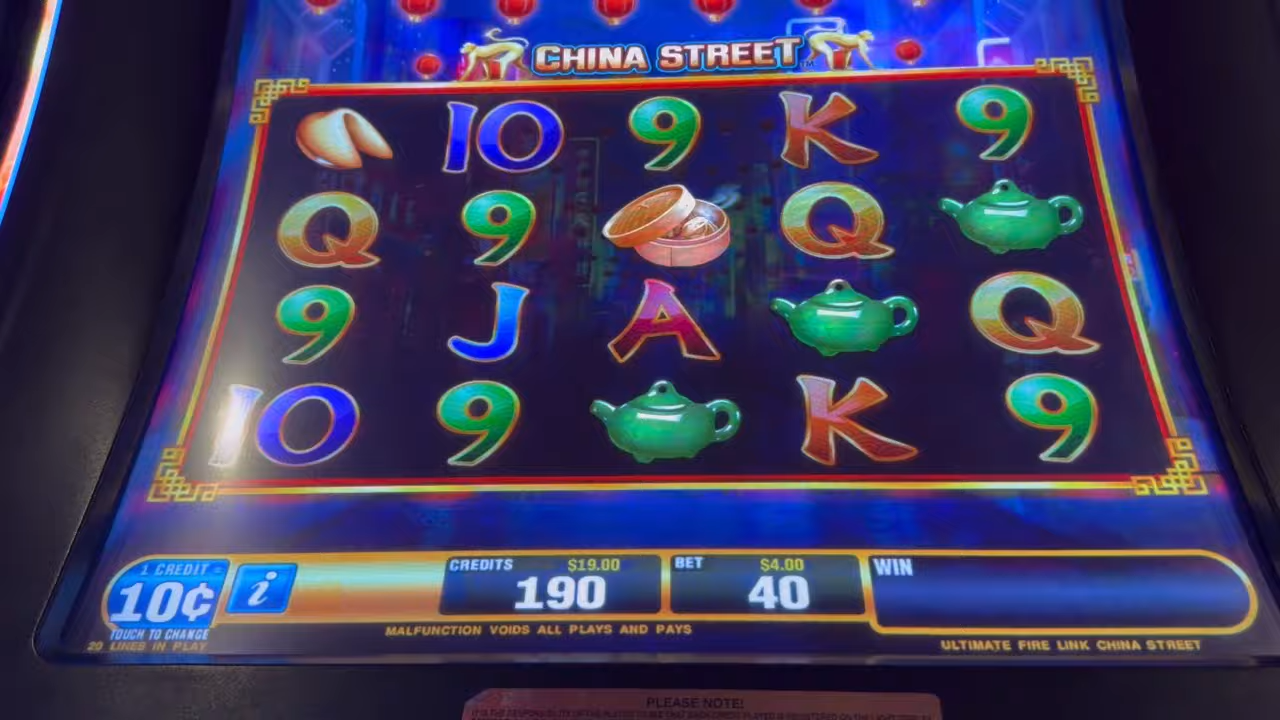 CHINA STREET™
10 9 K 9
Q 9 Q
9 J A Q
10 9 K 9
1 CREDIT =
10¢
TOUCH TO CHANGE
20 LINES IN PLAY
i
CREDITS $19.00
190
BET $4.00
40
WIN
MALFUNCTION VOIDS ALL PLAYS AND PAYS
ULTIMATE FIRE LINK CHINA STREET
PLEASE NOTE!